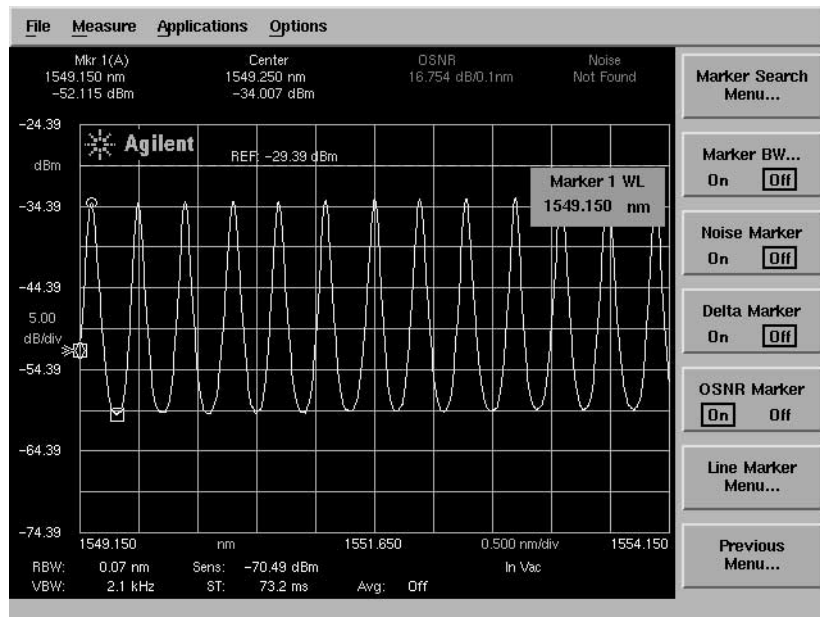 File Measure Applications Options
Mkr 1(A) Center OSNR Noise
1549.150 nm 1549.250 nm 16.754 dB/0.1nm Not Found
−52.115 dBm −34.007 dBm
Marker Search
Menu...
−24.39
Agilent
dBm
REF: −29.39 dBm
Marker BW...
On Off
Marker 1 WL
1549.150 nm
−34.39
Noise Marker
On Off
−44.39
5.00
dB/div
Delta Marker
On Off
−54.39
OSNR Marker
On Off
−64.39
Line Marker
Menu...
−74.39
1549.150 nm 1551.650 0.500 nm/div 1554.150
Previous
Menu...
RBW: 0.07 nm Sens: −70.49 dBm In Vac
VBW: 2.1 kHz ST: 73.2 ms Avg: Off